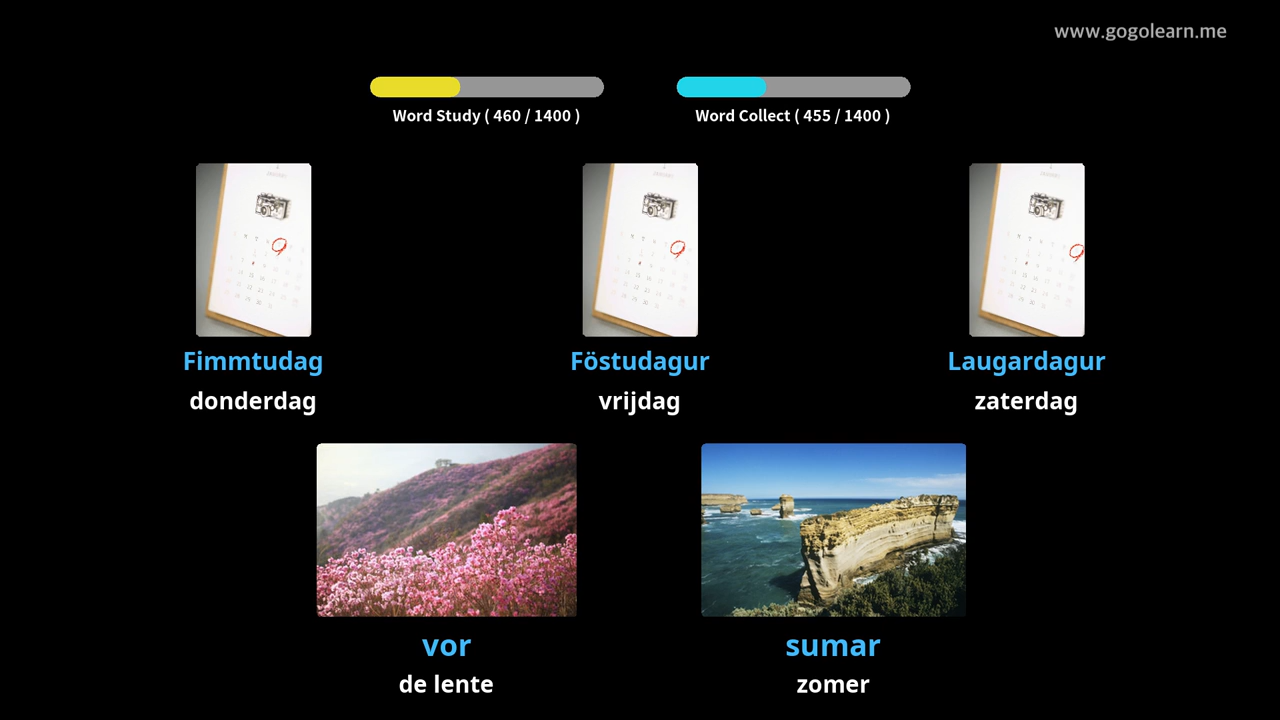 www.gogolearn.me
Word Study ( 460 / 1400 )
Word Collect ( 455 / 1400 )
Fimmtudag
Föstudagur
Laugardagur
donderdag
vrijdag
zaterdag
vor
sumar
de lente
zomer